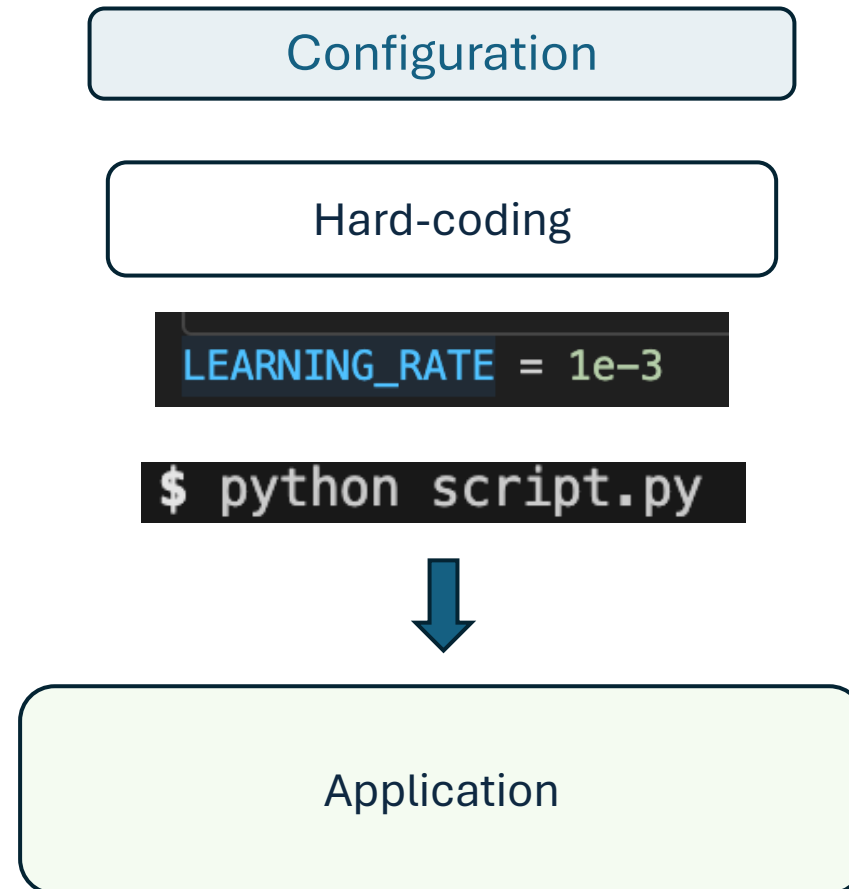 Configuration
Hard-coding
LEARNING_RATE = 1e-3
$ python script.py
Application